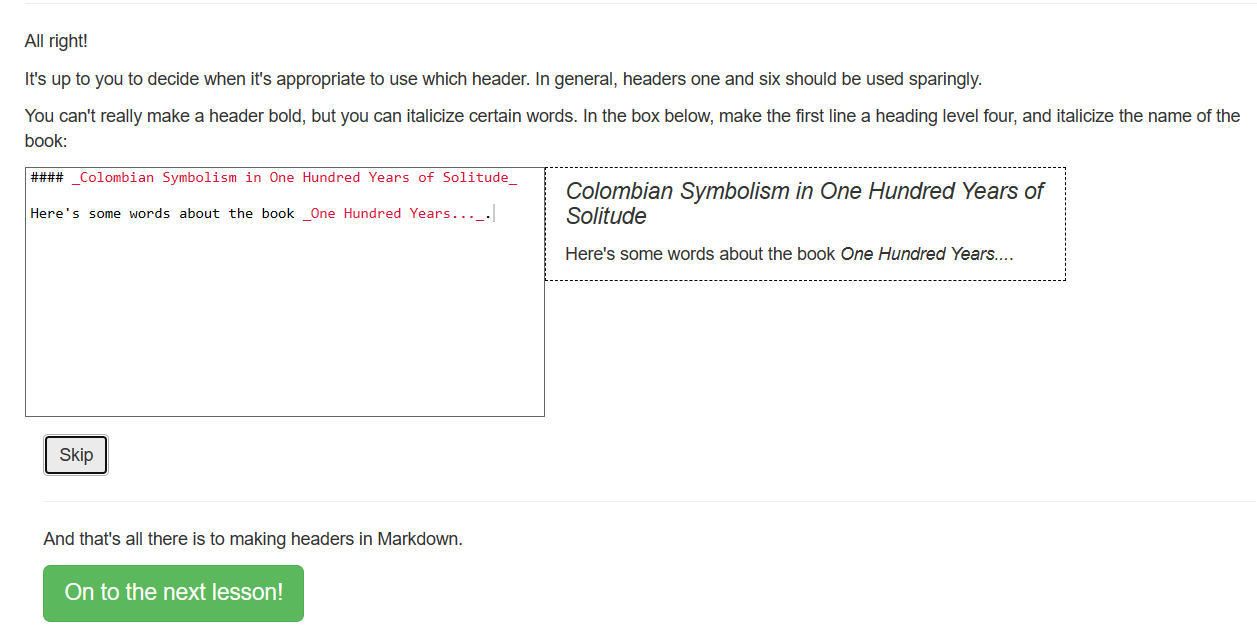 All right!
It's up to you to decide when it's appropriate to use which header. In general, headers one and six should be used sparingly.
You can't really make a header bold, but you can italicize certain words. In the box below, make the first line a heading level four, and italicize the name of the
book:
#### _Colombian Symbolism in One Hundred Years of Solitude_
Here's some words about the book _One Hundred Years..._.
Colombian Symbolism in One Hundred Years of
Solitude
Here's some words about the book One Hundred Years....
Skip
And that's all there is to making headers in Markdown.
On to the next lesson!